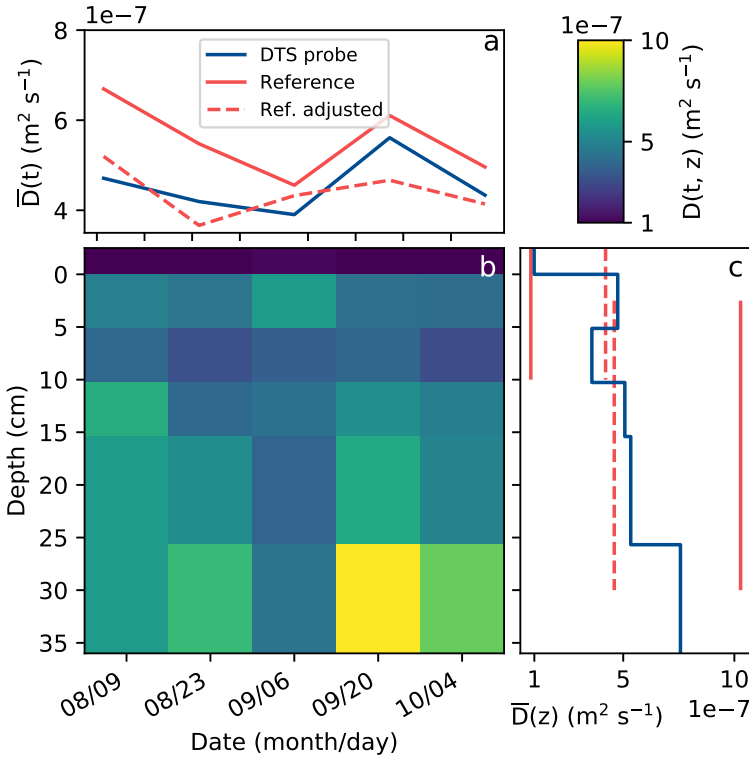 1e−7
8
6
4
D̅(t) (m² s⁻¹)
DTS probe
Reference
Ref. adjusted
a
1e−7
10
5
1
D(t, z) (m² s⁻¹)
b
0
5
10
15
20
25
30
35
Depth (cm)
08/09
08/23
09/06
09/20
10/04
Date (month/day)
c
1
5
10
1e−7
D̅(z) (m² s⁻¹)